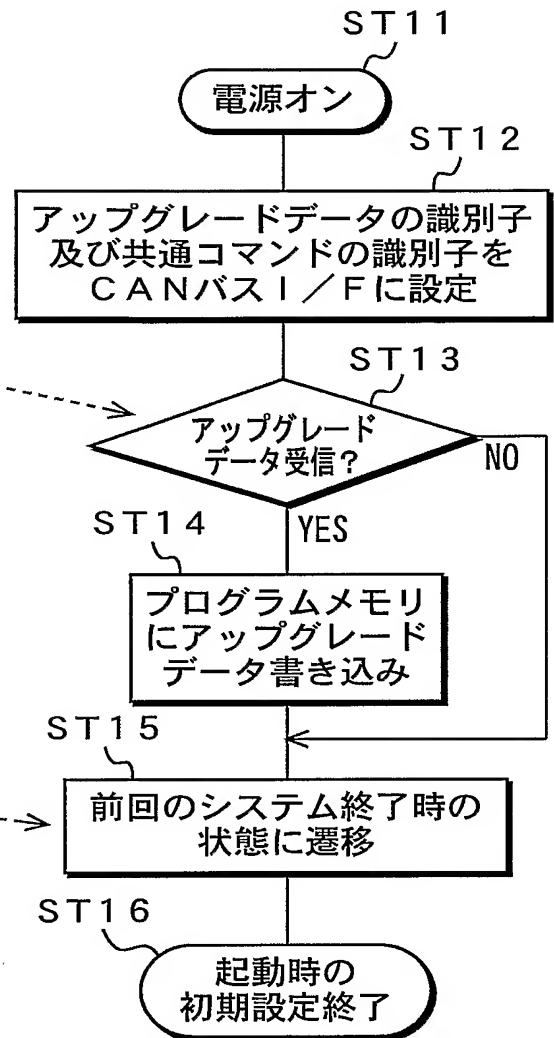 ST11
電源オン
ST12
アップグレードデータの識別子
及び共通コマンドの識別子を
CANバスI/Fに設定
ST13
アップグレード
データ受信?
NO
YES
ST14
プログラムメモリ
にアップグレード
データ書き込み
ST15
前回のシステム終了時の
状態に遷移
ST16
起動時の
初期設定終了